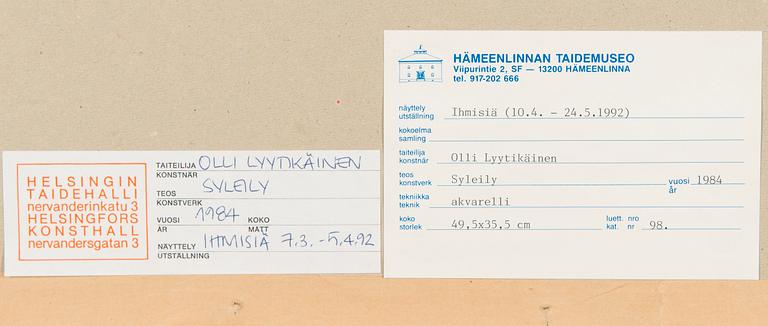 HELSINGIN
TAIDEHALLI
nervanderinkatu 3
HELSINGFORS
KONSTHALL
nervandersgatan 3
TAITEILIJA OLLI LYYTIKÄINEN
KONSTNÄR
TEOS SYLEILY
KONSTVERK
VUOSI 1984 KOKO
ÅR MÅTT
NÄYTTELY IHMISIÄ 7.3. - 5.4.92
UTSTÄLLNING
HÄMEENLINNAN TAIDEMUSEO
Viipurintie 2, SF — 13200 HÄMEENLINNA
tel. 917-202 666
näyttely Ihmisiä (10.4. - 24.5.1992)
utställning
kokoelma
samling
taiteilija Olli Lyytikäinen
konstnär
teos Syleily vuosi 1984
konstverk år
tekniikka akvarelli
teknik
koko 49,5x35,5 cm luett. nro 98.
storlek kat. nr